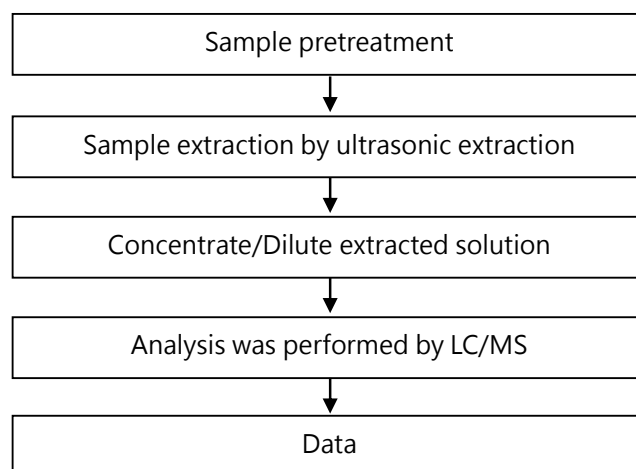 Sample pretreatment
Sample extraction by ultrasonic extraction
Concentrate/Dilute extracted solution
Analysis was performed by LC/MS
Data